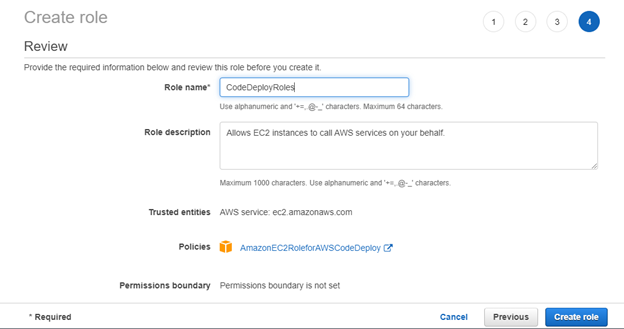 Create role
1 2 3 4
Review
Provide the required information below and review this role before you create it.
Role name* CodeDeployRoles
Use alphanumeric and '+=,.@-_' characters. Maximum 64 characters.
Role description Allows EC2 instances to call AWS services on your behalf.
Maximum 1000 characters. Use alphanumeric and '+=,.@-_' characters.
Trusted entities AWS service: ec2.amazonaws.com
Policies AmazonEC2RoleforAWSCodeDeploy
Permissions boundary Permissions boundary is not set
* Required Cancel Previous Create role